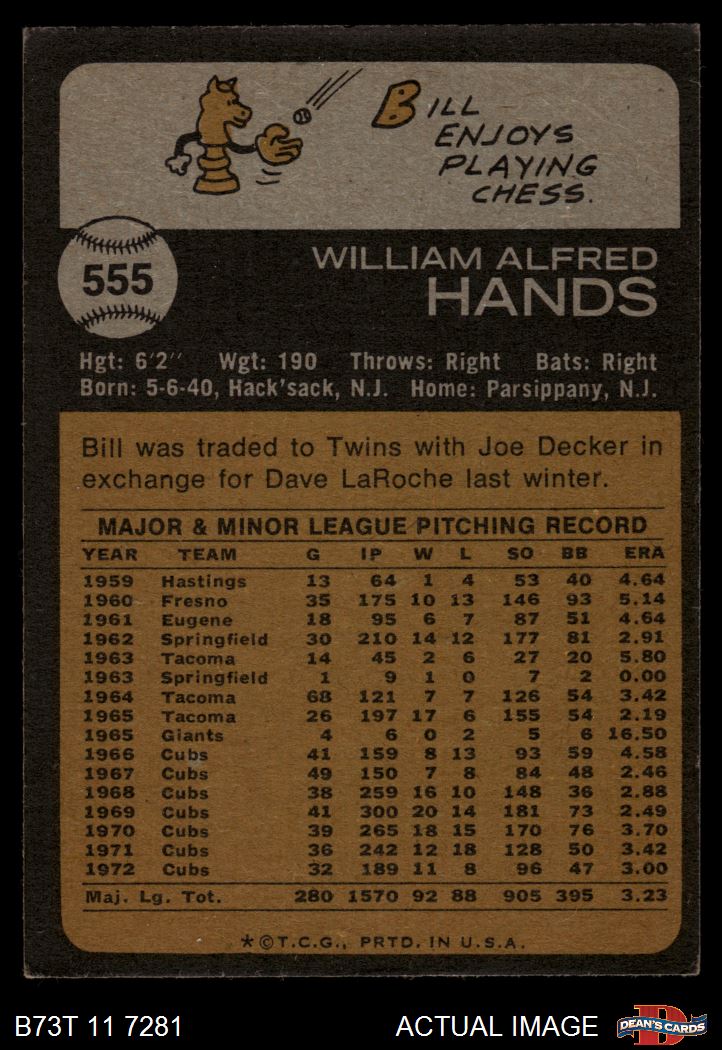 BILL
ENJOYS
PLAYING
CHESS.
555
WILLIAM ALFRED
HANDS
Hgt: 6'2" Wgt: 190 Throws: Right Bats: Right
Born: 5-6-40, Hack'sack, N.J. Home: Parsippany, N.J.
Bill was traded to Twins with Joe Decker in
exchange for Dave LaRoche last winter.
MAJOR & MINOR LEAGUE PITCHING RECORD
YEAR TEAM G IP W L SO BB ERA
1959 Hastings 13 64 1 4 53 40 4.64
1960 Fresno 35 175 10 13 146 93 5.14
1961 Eugene 18 95 6 7 87 51 4.64
1962 Springfield 30 210 14 12 177 81 2.91
1963 Tacoma 14 45 2 6 27 20 5.80
1963 Springfield 1 9 1 0 7 2 0.00
1964 Tacoma 68 121 7 7 126 54 3.42
1965 Tacoma 26 197 17 6 155 54 2.19
1965 Giants 4 6 0 2 5 6 16.50
1966 Cubs 41 159 8 13 93 59 4.58
1967 Cubs 49 150 7 8 84 48 2.46
1968 Cubs 38 259 16 10 148 36 2.88
1969 Cubs 41 300 20 14 181 73 2.49
1970 Cubs 39 265 18 15 170 76 3.70
1971 Cubs 36 242 12 18 128 50 3.42
1972 Cubs 32 189 11 8 96 47 3.00
Maj. Lg. Tot. 280 1570 92 88 905 395 3.23
*©T.C.G., PRTD. IN U.S.A.
B73T 11 7281 ACTUAL IMAGE D DEAN'S CARDS